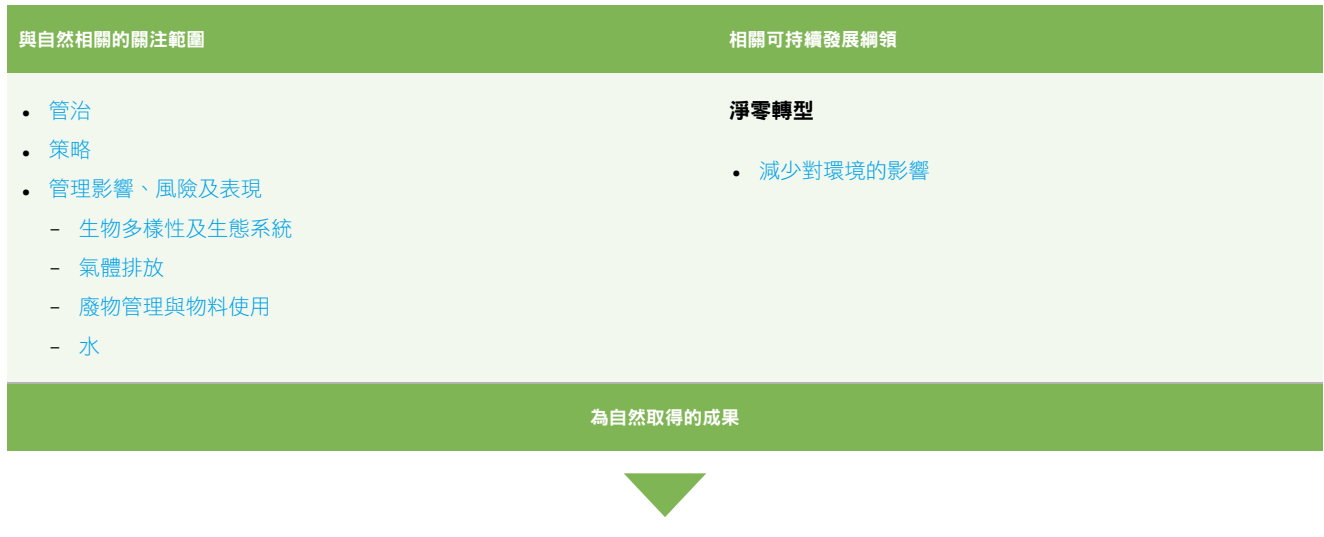 與自然相關的關注範圍
相關可持續發展綱領
• 管治
• 策略
• 管理影響、風險及表現
– 生物多樣性及生態系統
– 氣體排放
– 廢物管理與物料使用
– 水
淨零轉型
• 減少對環境的影響
為自然取得的成果